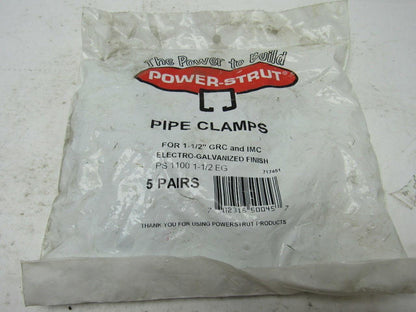 The Power to Build
POWER-STRUT®
PIPE CLAMPS
FOR 1-1/2" GRC and IMC
ELECTRO-GALVANIZED FINISH
PS 1100 1-1/2 EG
5 PAIRS
THANK YOU FOR USING POWERSTRUT PRODUCTS